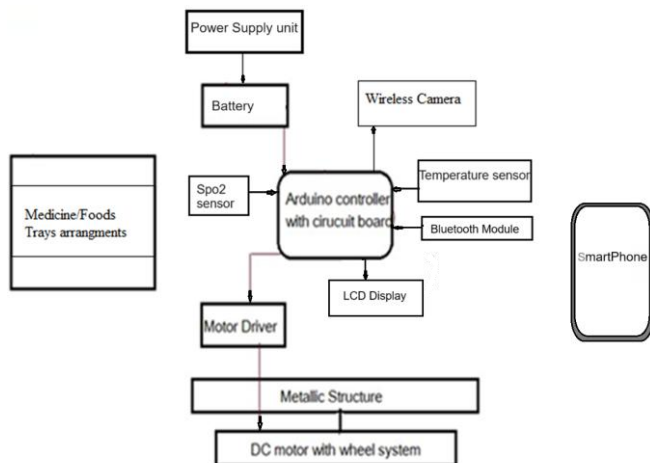 Power Supply unit
Battery
Wireless Camera
Spo2
sensor
Arduino controller
with cirucuit board
Temperature sensor
Bluetooth Module
Medicine/Foods
Trays arrangments
SmartPhone
LCD Display
Motor Driver
Metallic Structure
DC motor with wheel system